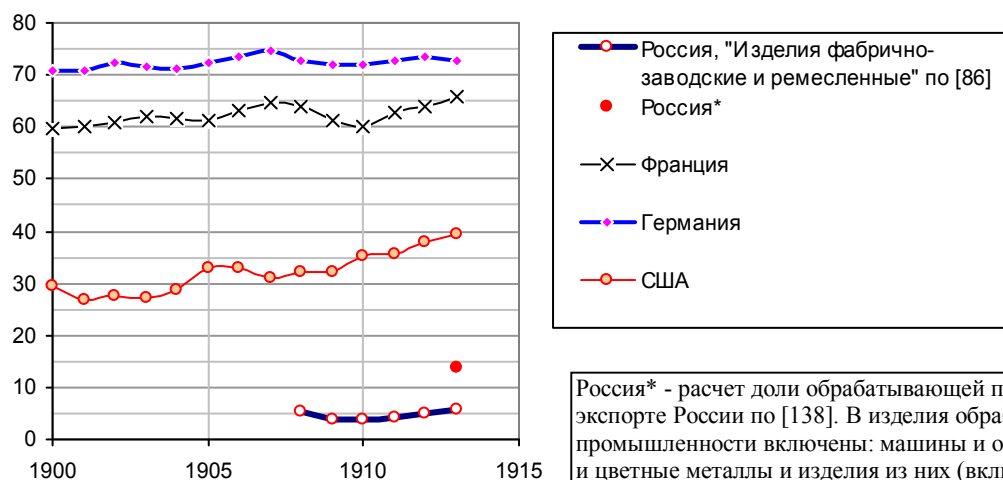 80
70
60
50
40
30
20
10
0
1900 1905 1910 1915
Россия, "Изделия фабрично-
заводские и ремесленные" по [86]
Россия*
Франция
Германия
США
Россия* - расчет доли обрабатывающей
экспорте России по [138]. В изделия
промышленности включены: машины и
и цветные металлы и изделия из них